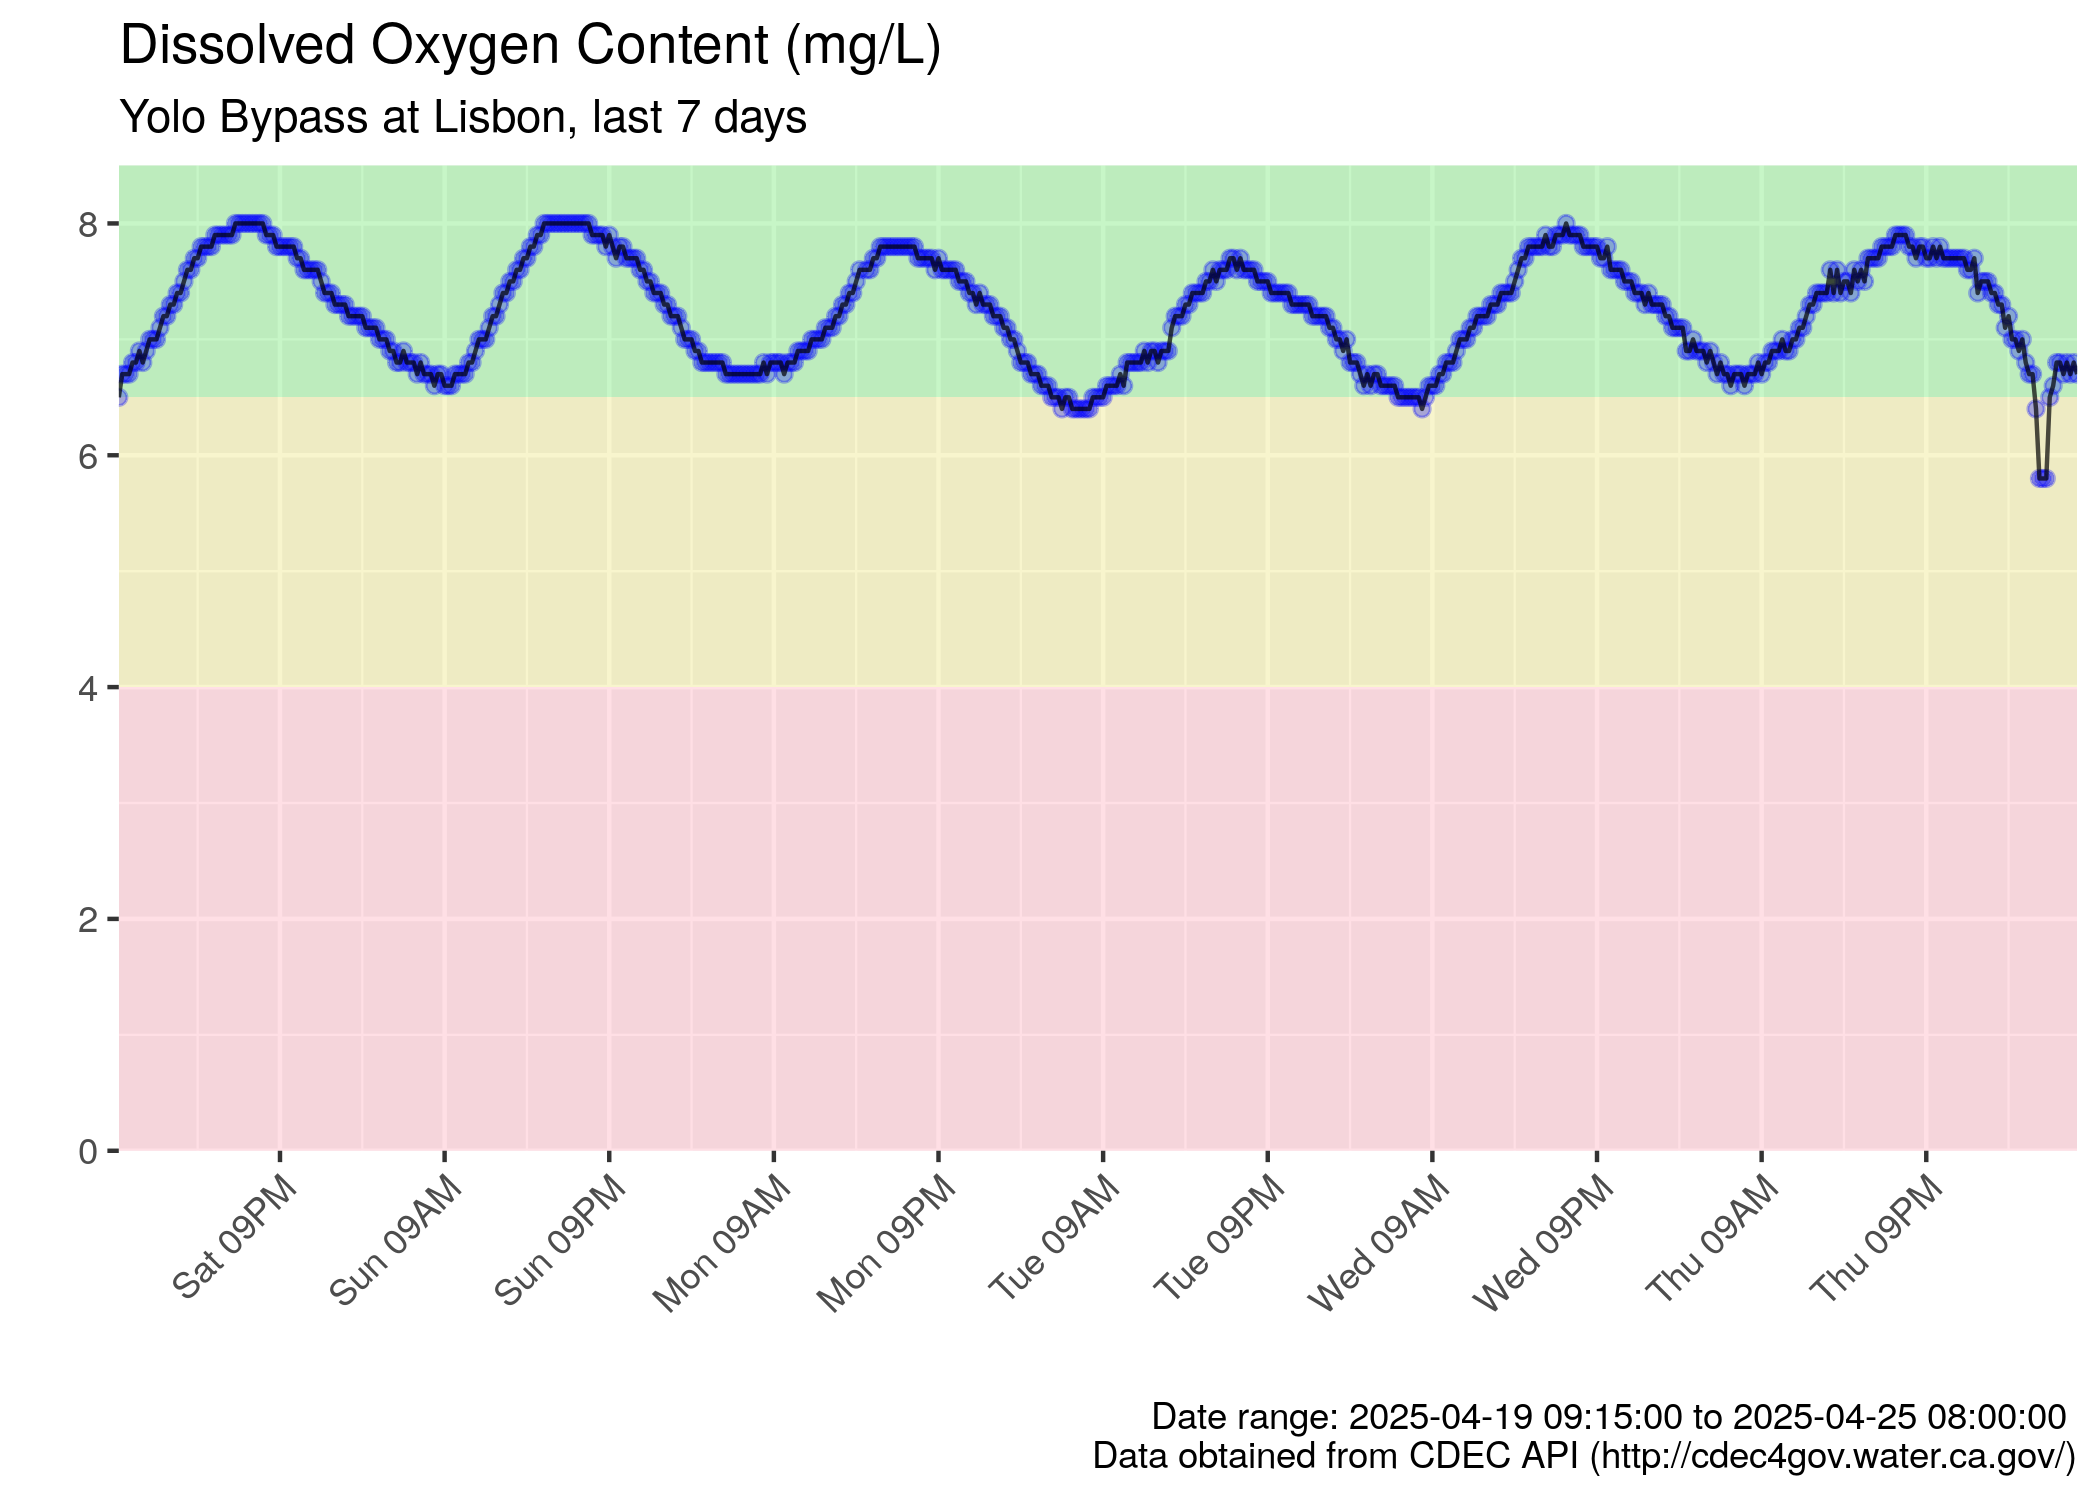 Dissolved Oxygen Content (mg/L)
Yolo Bypass at Lisbon, last 7 days
8
6
4
2
0
Sat 09PM
Sun 09AM
Sun 09PM
Mon 09AM
Mon 09PM
Tue 09AM
Tue 09PM
Wed 09AM
Wed 09PM
Thu 09AM
Thu 09PM
Date range: 2025-04-19 09:15:00 to 2025-04-25 08:00:00
Data obtained from CDEC API (http://cdec4gov.water.ca.gov/)